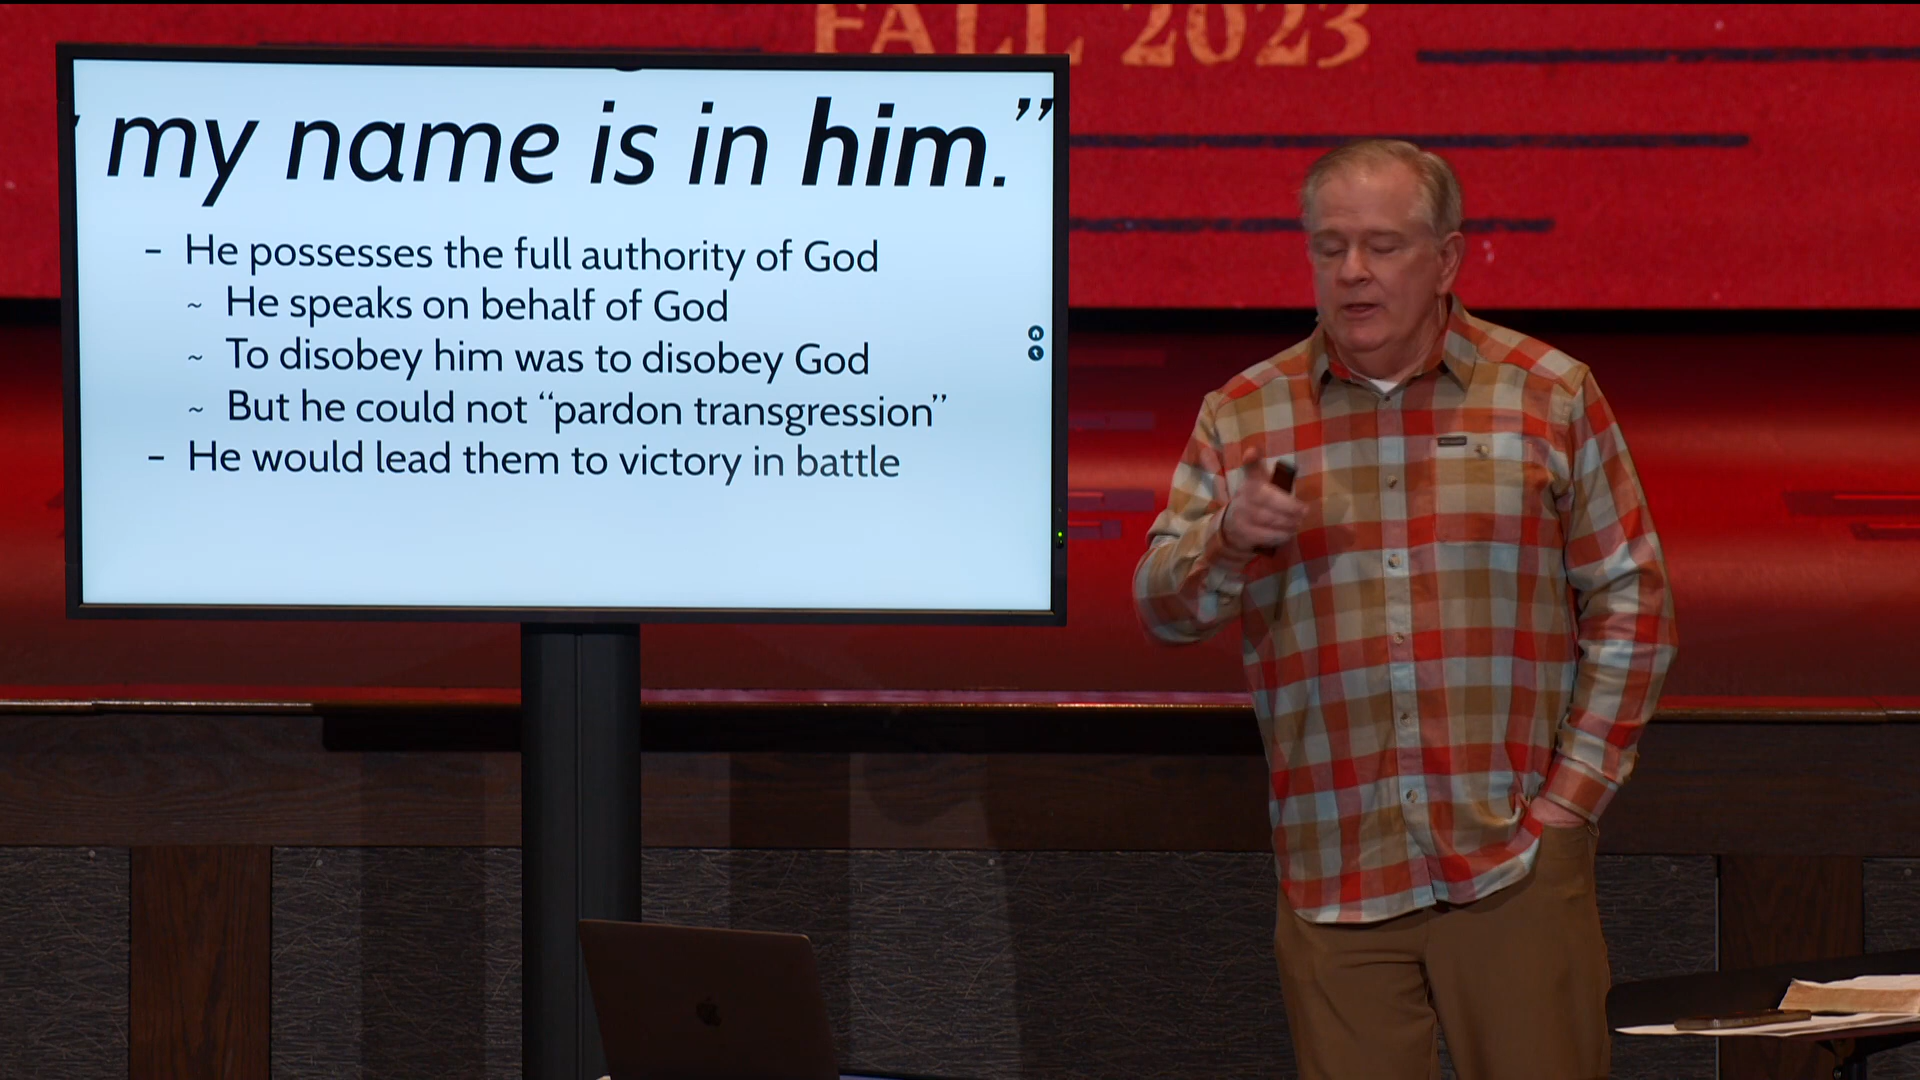 FALL 2023
my name is in him.”
- He possesses the full authority of God
~ He speaks on behalf of God
~ To disobey him was to disobey God
~ But he could not “pardon transgression”
- He would lead them to victory in battle